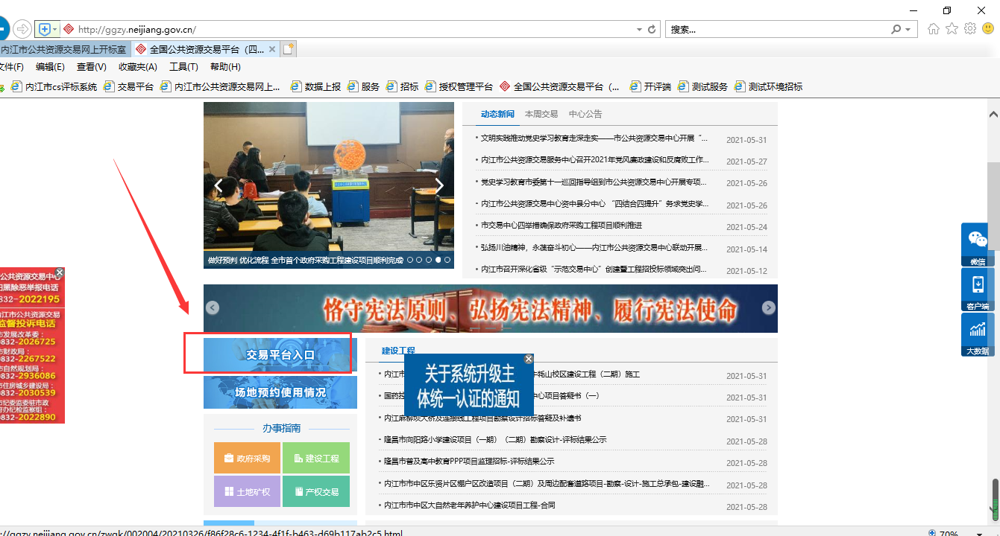 http://ggzy.neijiang.gov.cn/
搜索...
内江市公共资源交易网上开标室
全国公共资源交易平台（四...
文件(F) 编辑(E) 查看(V) 收藏夹(A) 工具(T) 帮助(H)
内江市cs评标系统 交易平台 内江市公共资源交易网上... 数据上报 服务 招标 授权管理平台 全国公共资源交易平台（... 开评端 测试服务 测试环境招标
做好预判 优化流程 全市首个政府采购工程建设项目顺利完成
动态新闻 本周交易 中心公告
文明实践推动党史学习教育走深走实——市公共资源交易中心开展“... 2021-05-31
内江市公共资源交易服务中心召开2021年党风廉政建设和反腐败工作... 2021-05-27
党史学习教育市委第十一巡回指导组到市公共资源交易中心开展专项... 2021-05-26
内江市公共资源交易中心资中县分中心 “四结合四提升”务求党史学... 2021-05-26
市交易中心四举措确保政府采购工程项目顺利推进 2021-05-24
弘扬川油精神，永葆奋斗初心——内江市公共资源交易中心联动开展... 2021-05-14
内江市召开深化省级“示范交易中心”创建暨工程招投标领域突出问... 2021-05-12
微信
客户端
大数据
公共资源交易中心
扫黑除恶举报电话
0832-2022195
内江市公共资源交易
监督投诉电话
市发展改革委：
0832-2026725
市财政局：
0832-2267522
市自然规划局：
0832-2936086
市住房城乡建设局：
0832-2030539
市纪委监委驻市政
府办纪检监察组：
0832-2022890
恪守宪法原则、弘扬宪法精神、履行宪法使命
交易平台入口
场地预约使用情况
办事指南
政府采购 建设工程
土地矿权 产权交易
建设工程
关于系统升级主
体统一认证的通知
内江市 牛牦山校区建设工程（二期）施工 2021-05-31
国药控 中心项目答疑书（一） 2021-05-31
内江麻柳坝大桥及连接线工程项目勘察设计招标答疑及补遗书 2021-05-31
隆昌市向阳路小学建设项目（一期）（二期）勘察设计-评标结果公示 2021-05-28
隆昌市普及高中教育PPP项目监理招标-评标结果公示 2021-05-28
内江市市中区乐贤片区棚户区改造项目（二期）及周边配套道路项目-勘察-设计-施工总承包-建设融... 2021-05-28
内江市市中区大自然老年养护中心建设项目工程-合同 2021-05-28
://ggzy.neijiang.gov.cn/zwgk/002004/20210326/f86f28c6-1234-4f1f-b463-d69b117ab2c5.html
70%